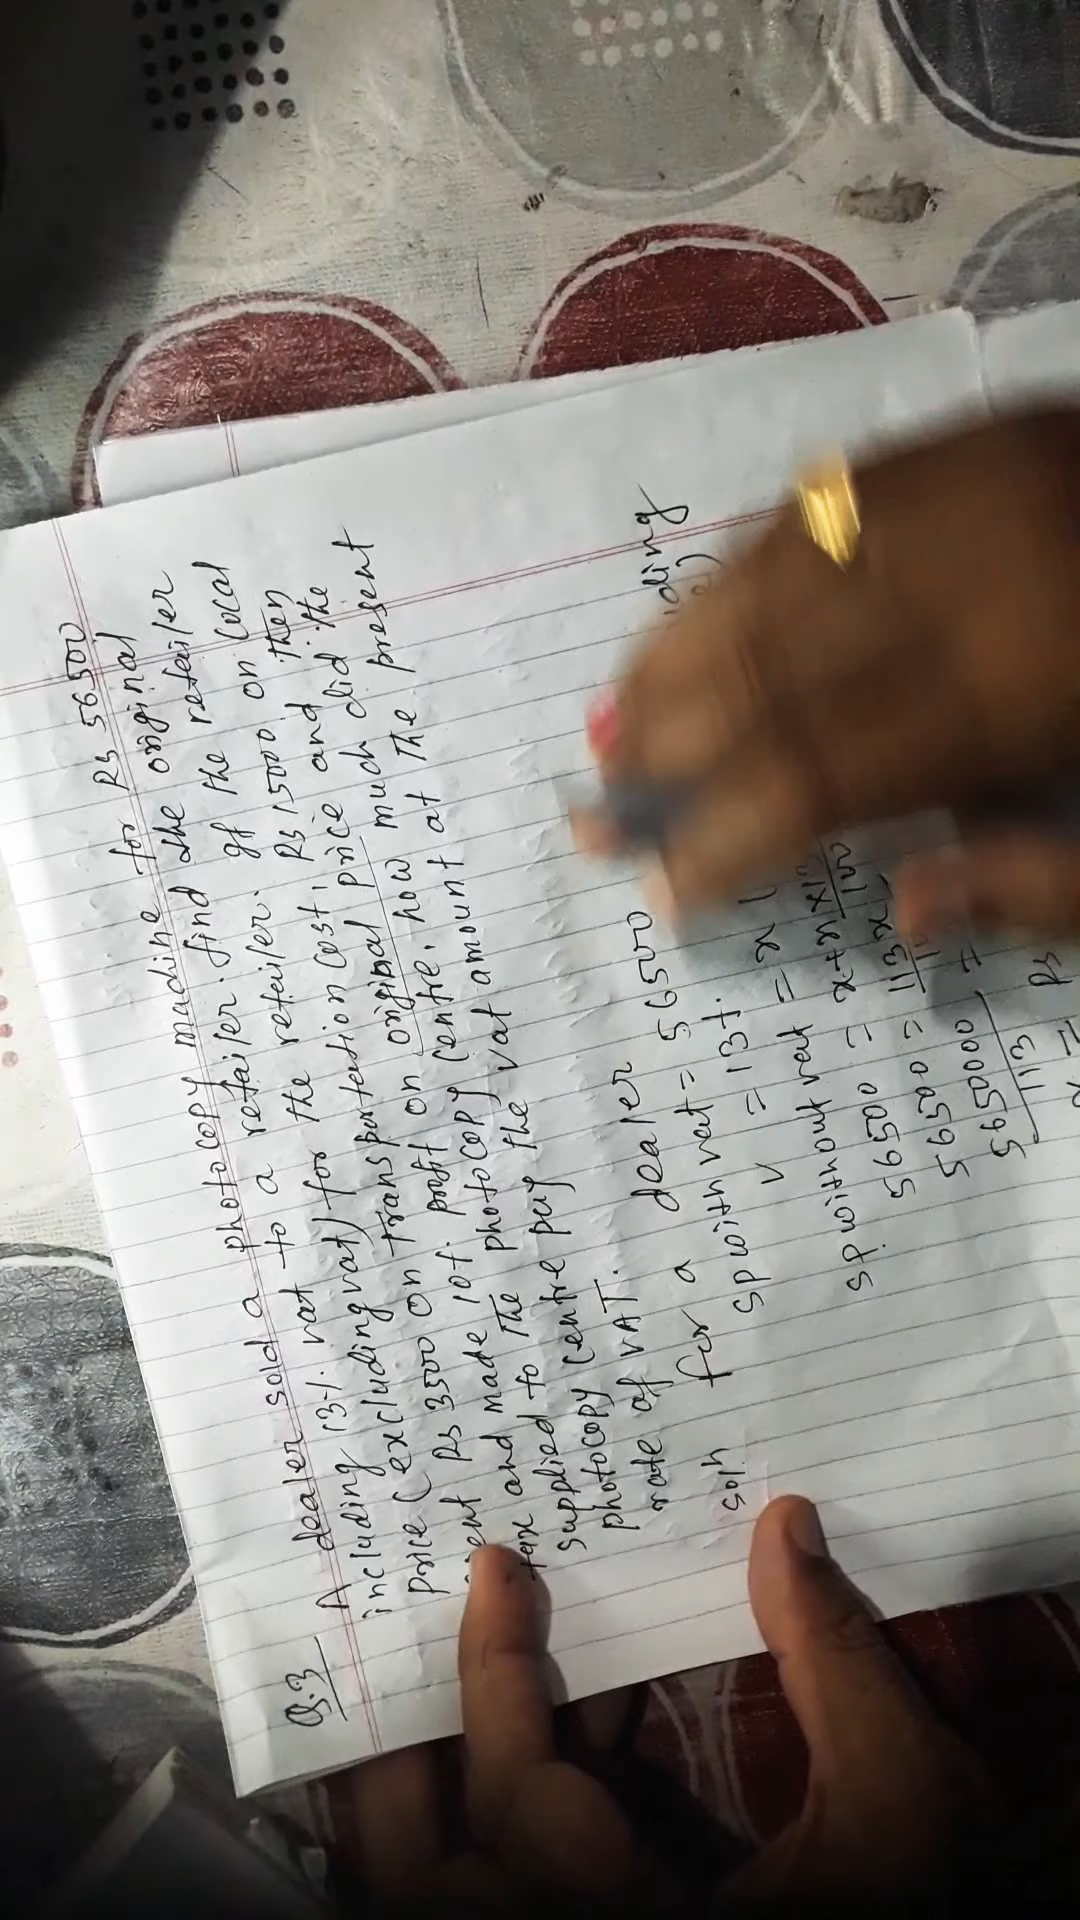 Q.3 A dealer sold a photocopy machine for Rs 56500
including 13% vat to a retailer. find the original
price (excluding vat) for the retailer. If the retailer
spent Rs 3500 on transportation cost, Rs 15000 on local
tax and made 10% profit on original price and then
supplied to the photocopy centre. how much did the
photocopy centre pay the vat amount at the present
rate of VAT.
soln for a dealer
sp with vat = 56500
v = 13%
sp without vat = x
56500 = x+x
56500 = 113x
5650000
113
Rs